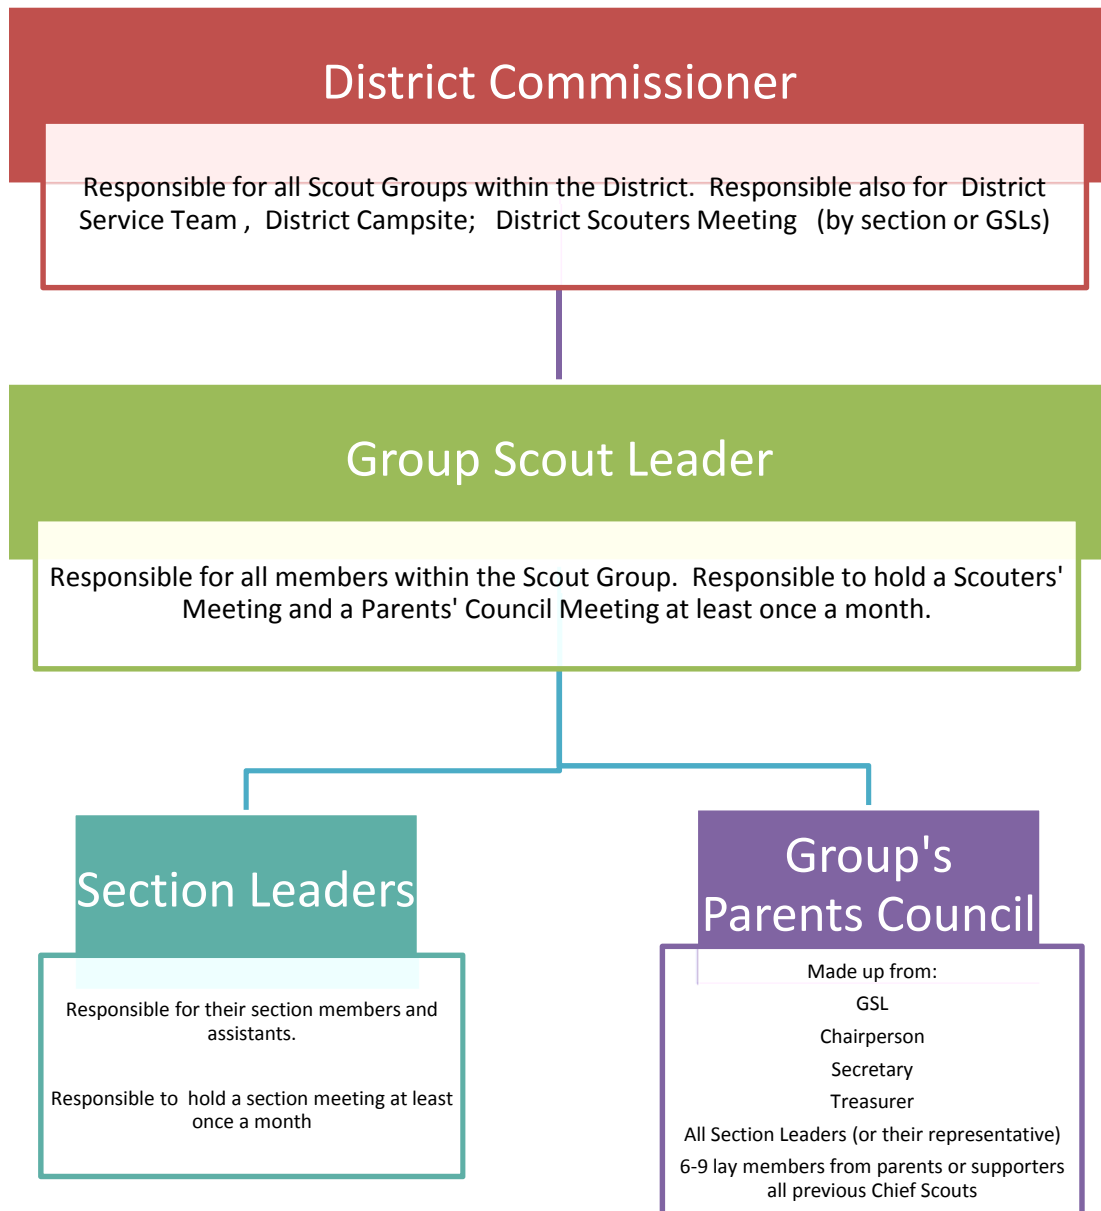 District Commissioner
Responsible for all Scout Groups within the District.  Responsible also for  District
Service Team ,  District Campsite;   District Scouters Meeting   (by section or GSLs)
Group Scout Leader
Responsible for all members within the Scout Group.  Responsible to hold a Scouters'
Meeting and a Parents' Council Meeting at least once a month.
Section Leaders
Responsible for their section members and
assistants.
Responsible to  hold a section meeting at least
once a month
Group's
Parents Council
Made up from:
GSL
Chairperson
Secretary
Treasurer
All Section Leaders (or their representative)
6-9 lay members from parents or supporters
all previous Chief Scouts